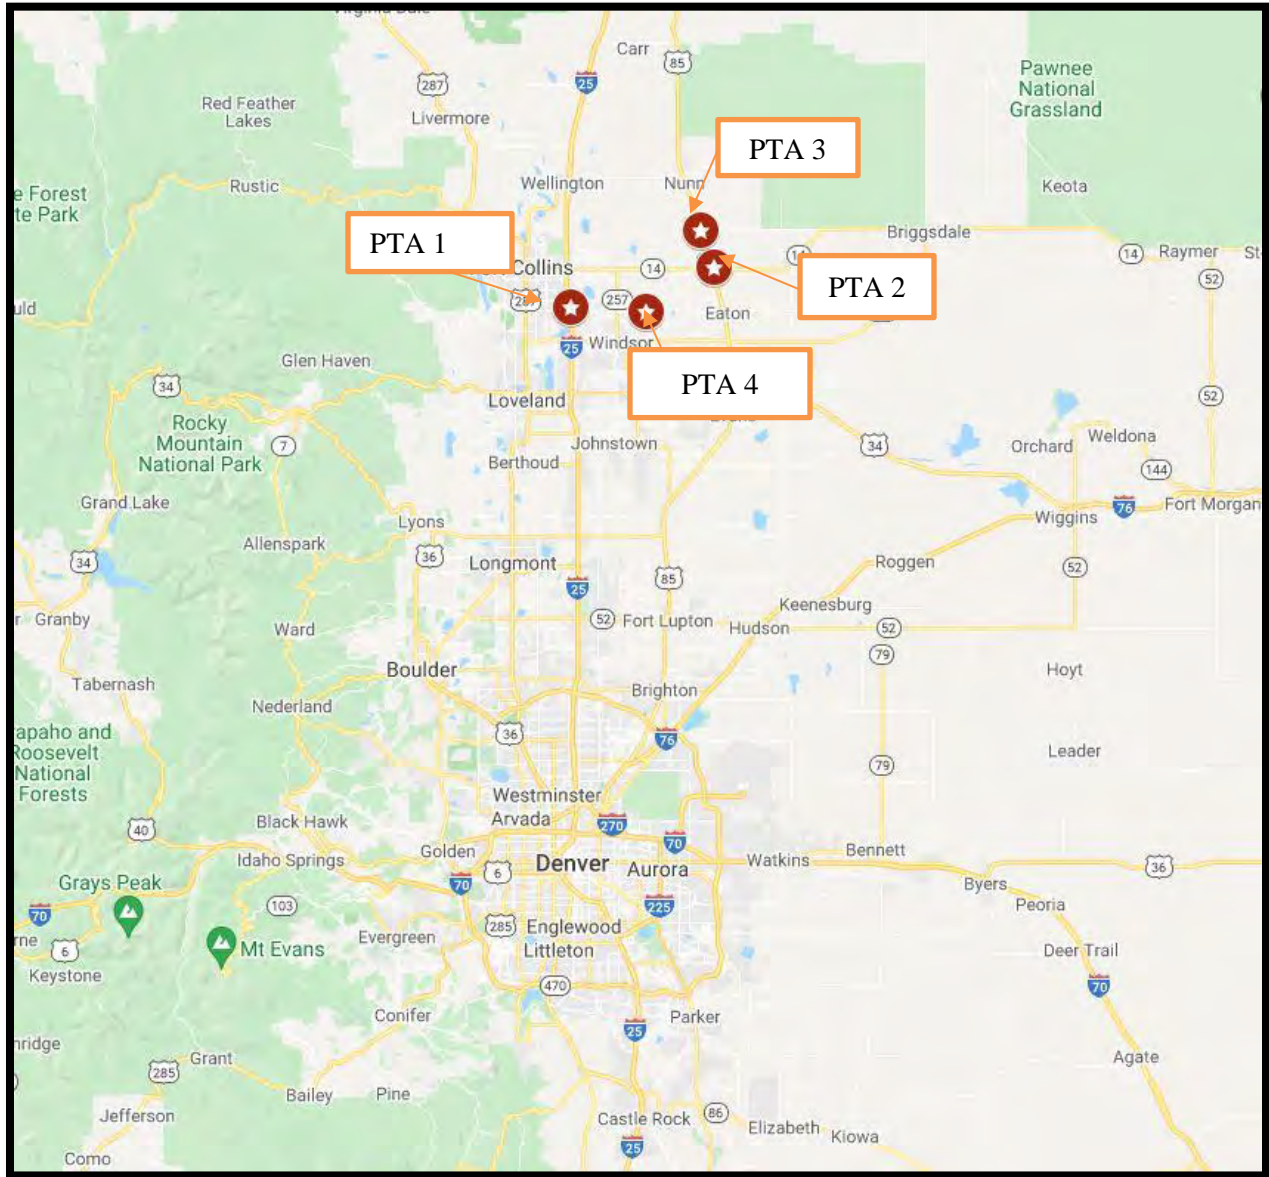 Carr
85
25
287
Pawnee
National
Grassland
Red Feather
Lakes
Livermore
PTA 3
Rustic
Wellington
Nunn
Keota
e Forest
te Park
PTA 1
Briggsdale
Collins
14
14
14
Raymer
St
52
PTA 2
287
257
uld
Eaton
25
Windsor
Glen Haven
PTA 4
34
Loveland
52
Rocky
Mountain
National Park
7
Johnstown
34
Orchard
Weldona
Berthoud
144
Grand Lake
76
Fort Morgan
Wiggins
Lyons
Allenspark
36
34
Longmont
25
85
Roggen
52
Keenesburg
r Granby
Ward
52
Fort Lupton
Hudson
52
79
Boulder
Hoyt
Tabernash
Brighton
Nederland
rapaho and
Roosevelt
National
Forests
36
76
Leader
79
Westminster
Arvada
Black Hawk
40
270
70
Golden
Idaho Springs
6
Denver
Aurora
Watkins
Bennett
36
Grays Peak
70
Byers
103
225
Peoria
70
rne
6
285
Englewood
Evergreen
Mt Evans
Littleton
Deer Trail
Keystone
470
70
Conifer
25
Parker
nridge
Grant
285
Agate
Bailey
Pine
Jefferson
Castle Rock
86
Elizabeth
Kiowa
25
Como